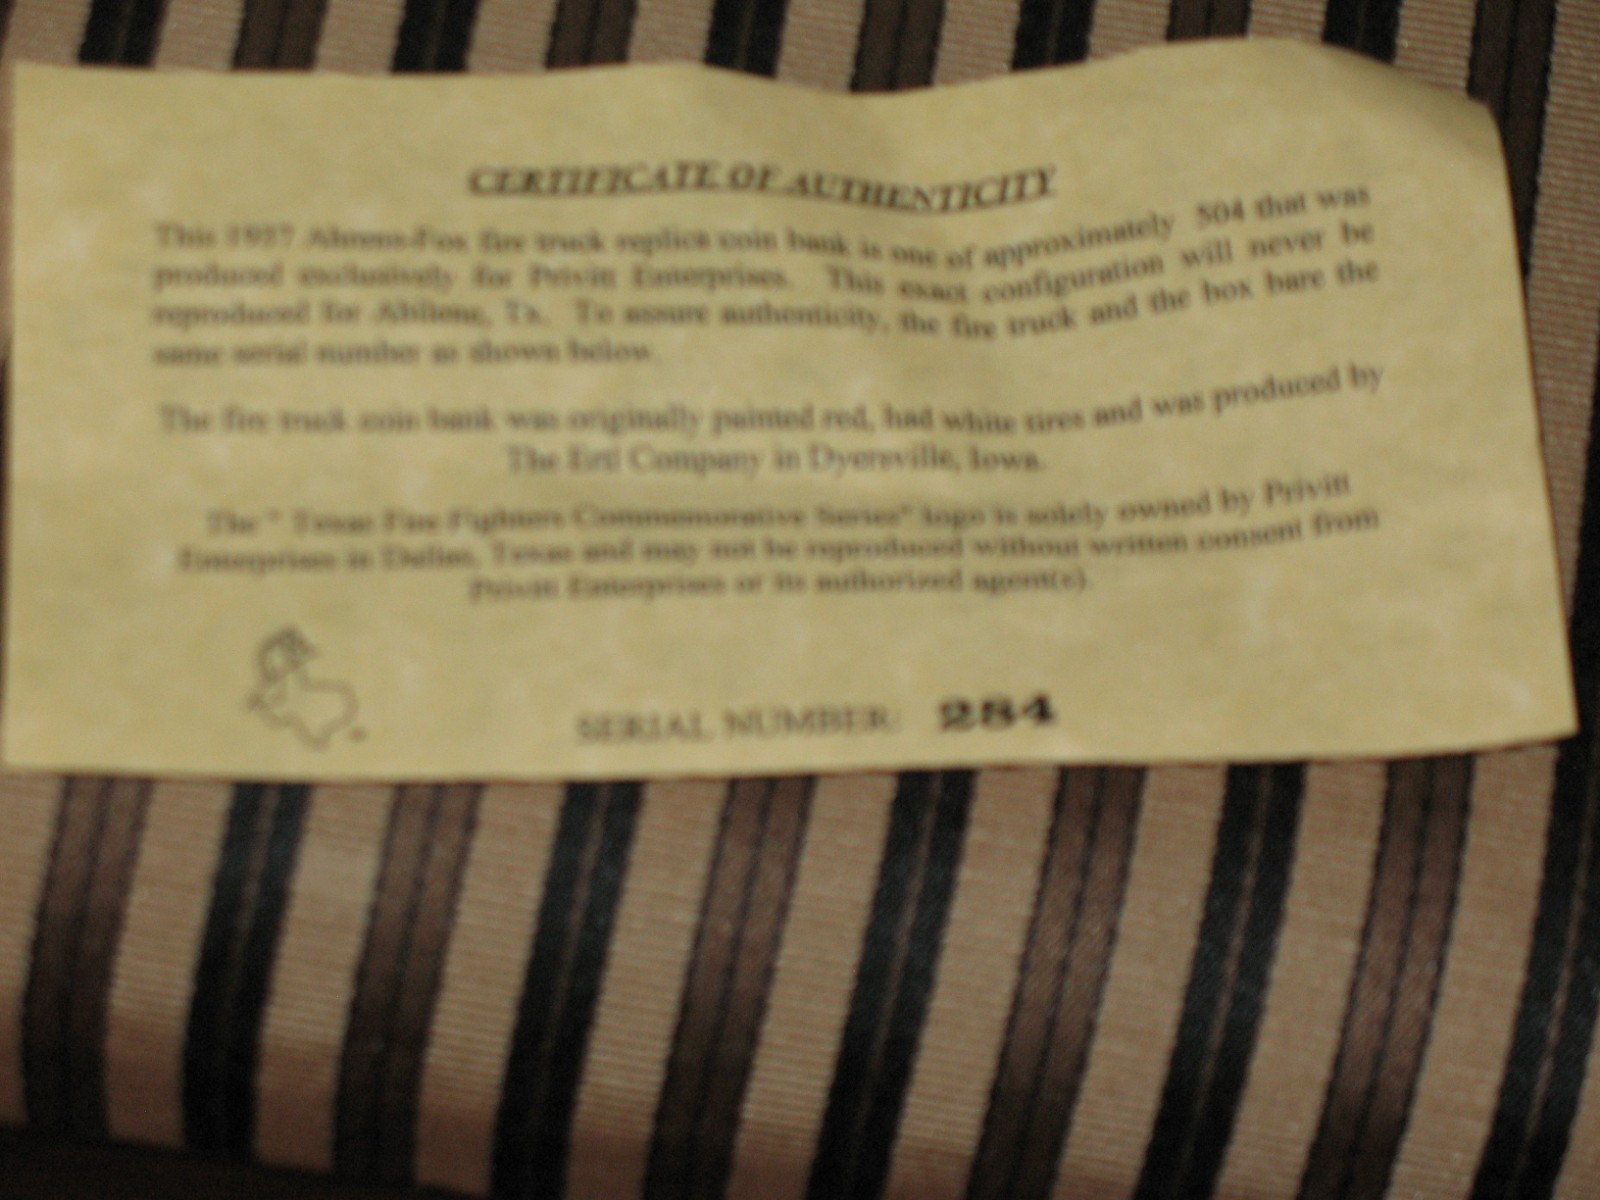 CERTIFICATE OF AUTHENTICITY
This 1937 Ahrens-Fox fire truck replica coin bank is one of approximately 504 that was
produced exclusively for Privitt Enterprises. This exact configuration will never be
reproduced for Abilene, Tx. To assure authenticity, the fire truck and the box bare the
same serial number as shown below.
The fire truck coin bank was originally painted red, had white tires and was produced by
The Ertl Company in Dyersville, Iowa.
The " Texas Fire Fighters Commemorative Series" logo is solely owned by Privitt
Enterprises in Dallas, Texas and may not be reproduced without written consent from
Privitt Enterprises or its authorized agent(s).
SERIAL NUMBER: 284